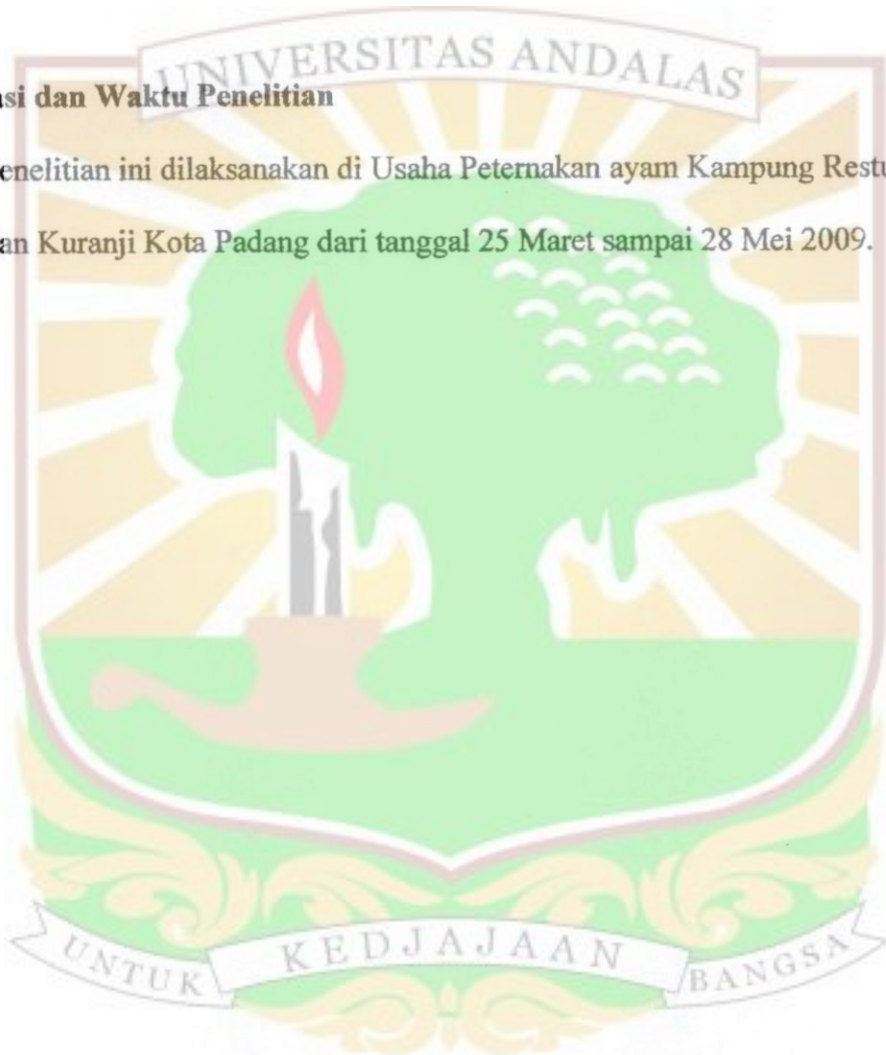 UNIVERSITAS ANDALAS
si dan Waktu Penelitian
enelitian ini dilaksanakan di Usaha Peternakan ayam Kampung Restu
an Kuranji Kota Padang dari tanggal 25 Maret sampai 28 Mei 2009.
UNTUK KEDJAJAAN BANGSA